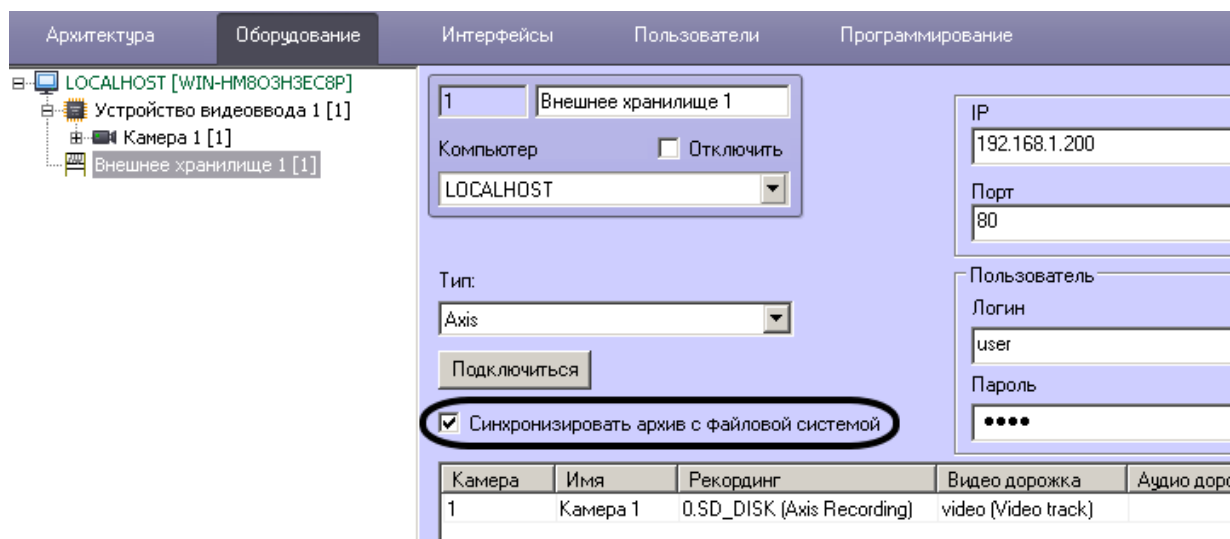 Архитектура Оборудование Интерфейсы Пользователи Программирование
LOCALHOST [WIN-HM8O3H3EC8P]
Устройство видеоввода 1 [1]
Камера 1 [1]
Внешнее хранилище 1 [1]
1 Внешнее хранилище 1
Компьютер Отключить
LOCALHOST
Тип:
Axis
Подключиться
Синхронизировать архив с файловой системой
IP
192.168.1.200
Порт
80
Пользователь
Логин
user
Пароль
••••
Камера Имя Рекординг Видео дорожка Аудио доро
1 Камера 1 0.SD_DISK (Axis Recording) video (Video track)